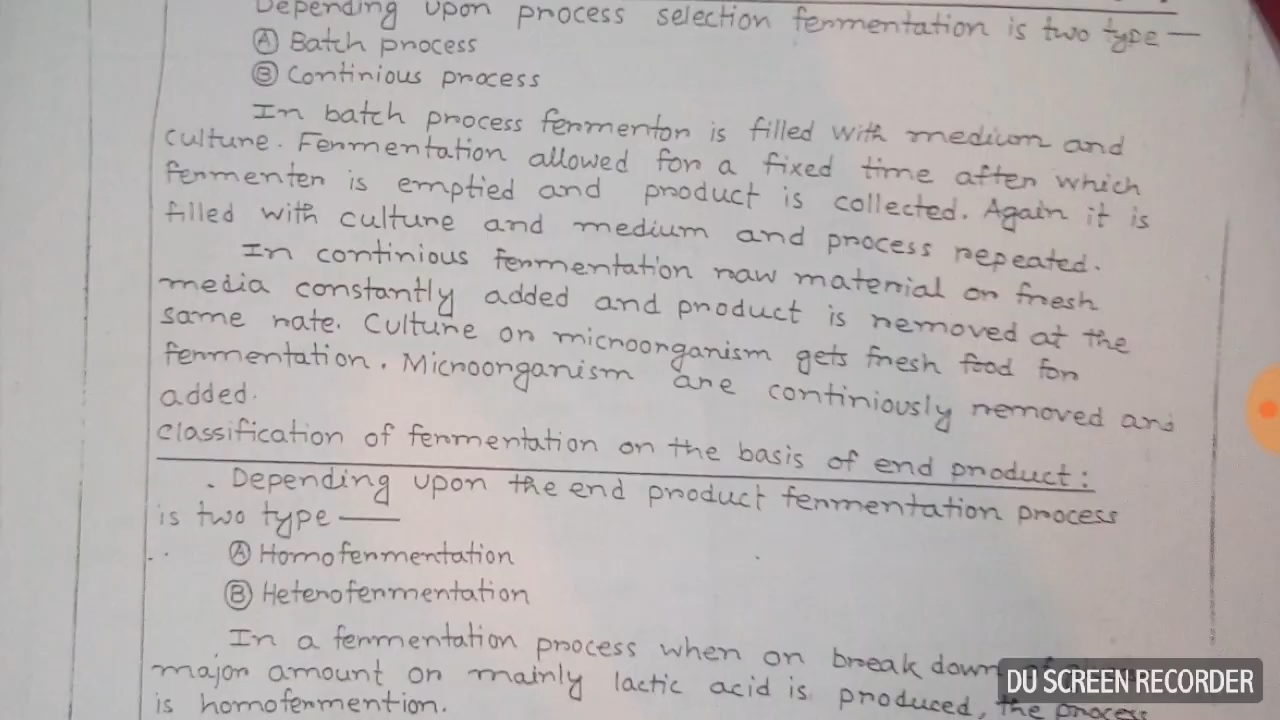 Depending upon process selection fermentation is two type —
Ⓐ Batch process
Ⓑ Continious process
In batch process fermentor is filled with medium and
culture. Fermentation allowed for a fixed time after which
fermenter is emptied and product is collected. Again it is
filled with culture and medium and process repeated.
In continious fermentation raw material or fresh
media constantly added and product is removed at the
same rate. Culture or microorganism gets fresh food for
fermentation. Microorganism are continiously removed and
added.
Classification of fermentation on the basis of end product:
Depending upon the end product fermentation process
is two type —
Ⓐ Homofermentation
Ⓑ Heterofermentation
In a fermentation process when on break down
major amount or mainly lactic acid is produced, the process
is homofermention.
DU SCREEN RECORDER